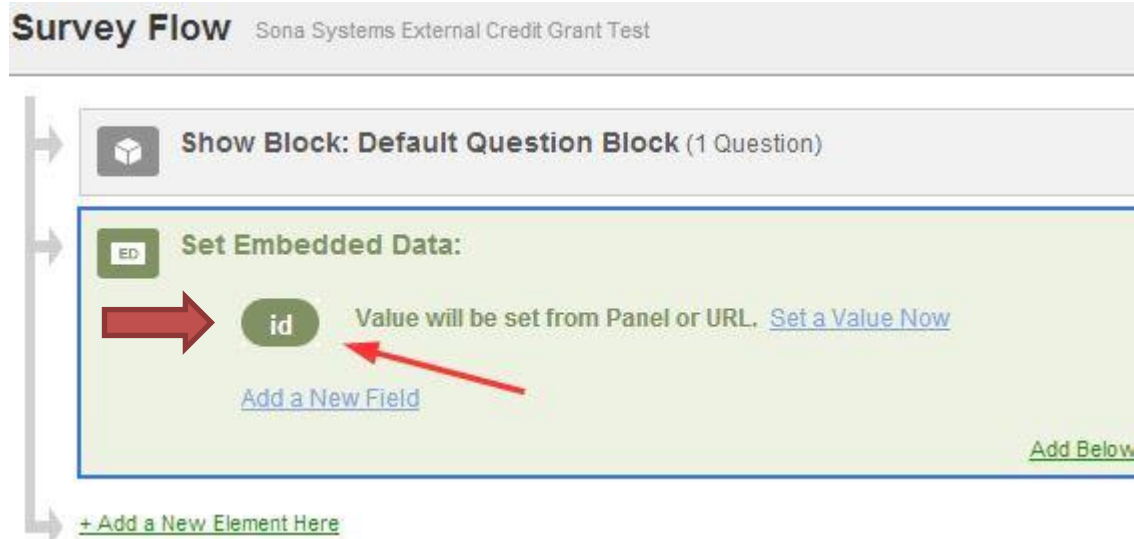 Survey Flow Sona Systems External Credit Grant Test
Show Block: Default Question Block (1 Question)
ED Set Embedded Data:
id Value will be set from Panel or URL. Set a Value Now
Add a New Field
Add Below
+ Add a New Element Here